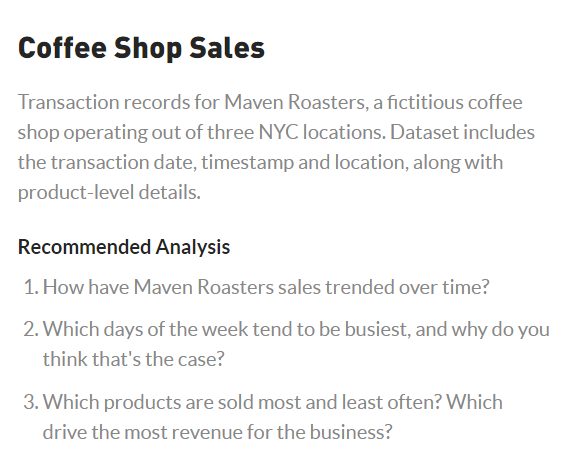 Coffee Shop Sales
Transaction records for Maven Roasters, a fictitious coffee
shop operating out of three NYC locations. Dataset includes
the transaction date, timestamp and location, along with
product-level details.
Recommended Analysis
1. How have Maven Roasters sales trended over time?
2. Which days of the week tend to be busiest, and why do you
think that's the case?
3. Which products are sold most and least often? Which
drive the most revenue for the business?